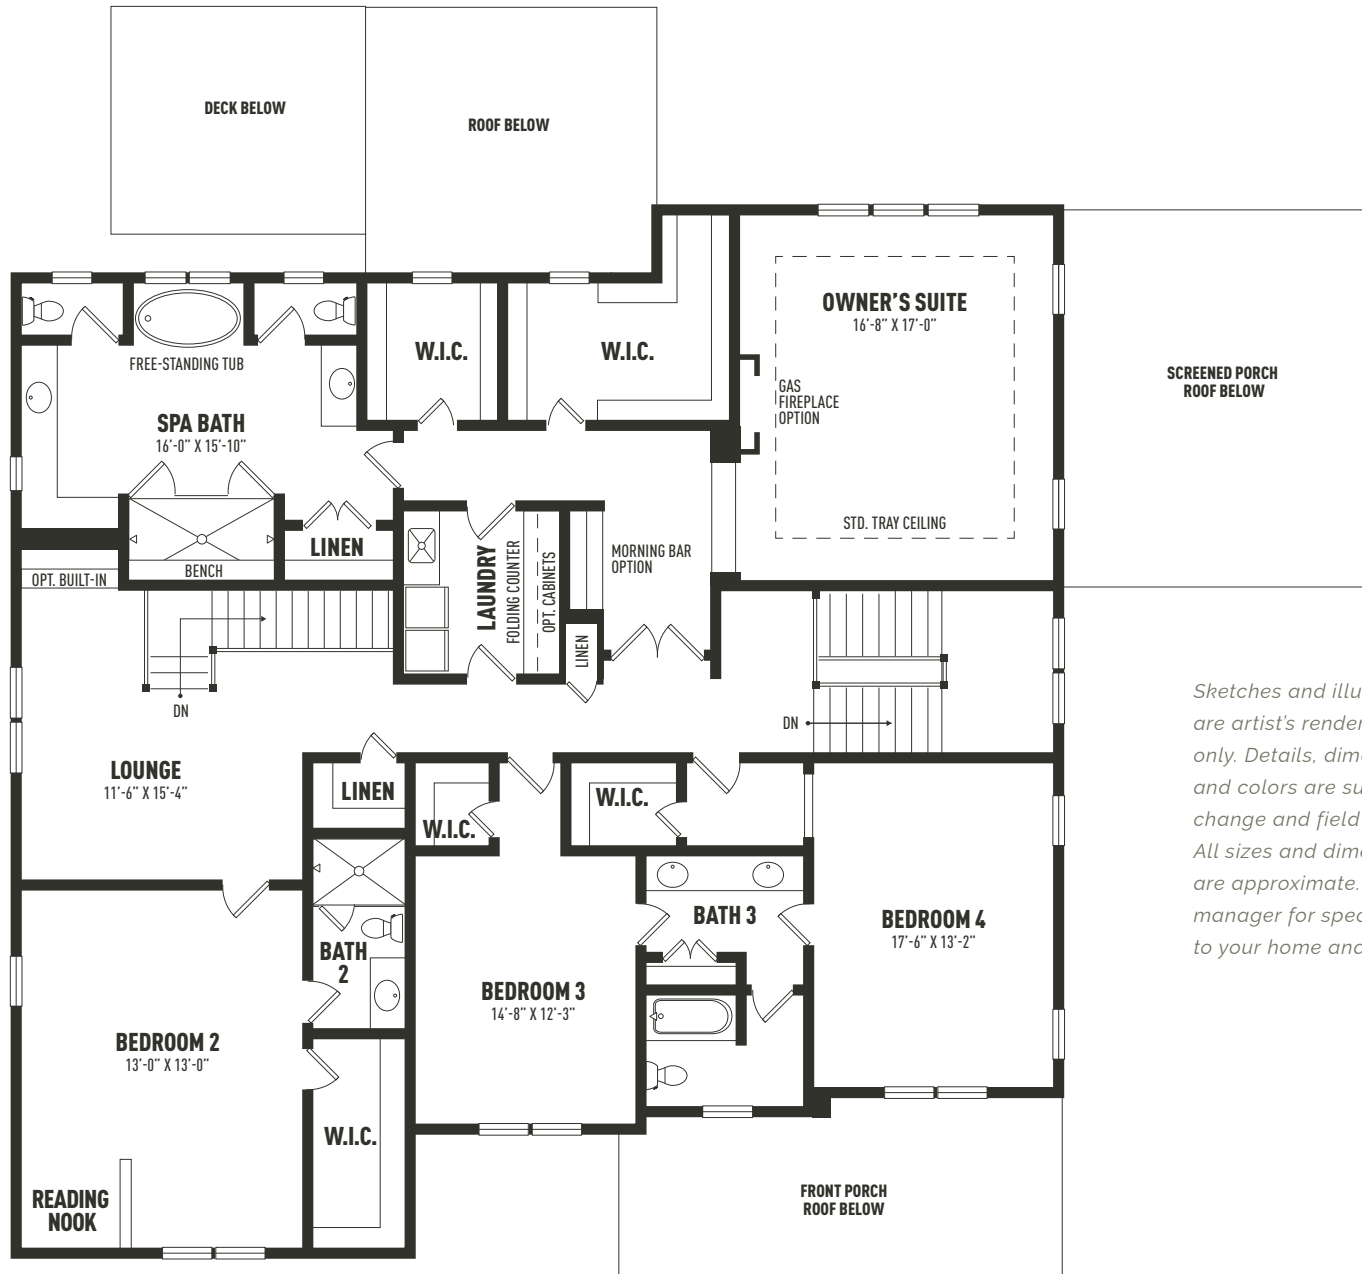 DECK BELOW
ROOF BELOW
OWNER'S SUITE
16'-8" X 17'-0"
GAS
FIREPLACE
OPTION
STD. TRAY CEILING
SCREENED PORCH
ROOF BELOW
W.I.C.
W.I.C.
FREE-STANDING TUB
SPA BATH
16'-0" X 15'-10"
LINEN
BENCH
OPT. BUILT-IN
LAUNDRY
FOLDING COUNTER
OPT. CABINETS
MORNING BAR
OPTION
LINEN
DN
DN
LOUNGE
11'-6" X 15'-4"
LINEN
W.I.C.
W.I.C.
BATH
2
BATH 3
BEDROOM 4
17'-6" X 13'-2"
BEDROOM 3
14'-8" X 12'-3"
BEDROOM 2
13'-0" X 13'-0"
W.I.C.
READING
NOOK
FRONT PORCH
ROOF BELOW
Sketches and illu
are artist's render
only. Details, dim
and colors are su
change and field
All sizes and dim
are approximate.
manager for spec
to your home and